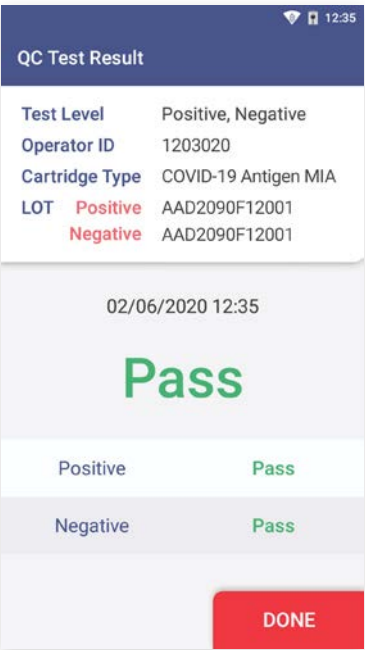 12:35
QC Test Result
Test Level Positive, Negative
Operator ID 1203020
Cartridge Type COVID-19 Antigen MIA
LOT Positive AAD2090F12001
Negative AAD2090F12001
02/06/2020 12:35
Pass
Positive Pass
Negative Pass
DONE